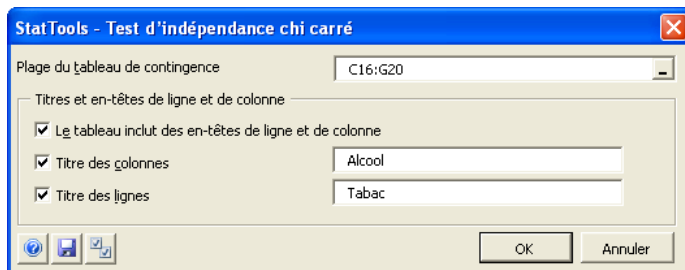 StatTools - Test d'indépendance chi carré
Plage du tableau de contingence C16:G20
Titres et en-têtes de ligne et de colonne
Le tableau inclut des en-têtes de ligne et de colonne
Titre des colonnes Alcool
Titre des lignes Tabac
OK Annuler